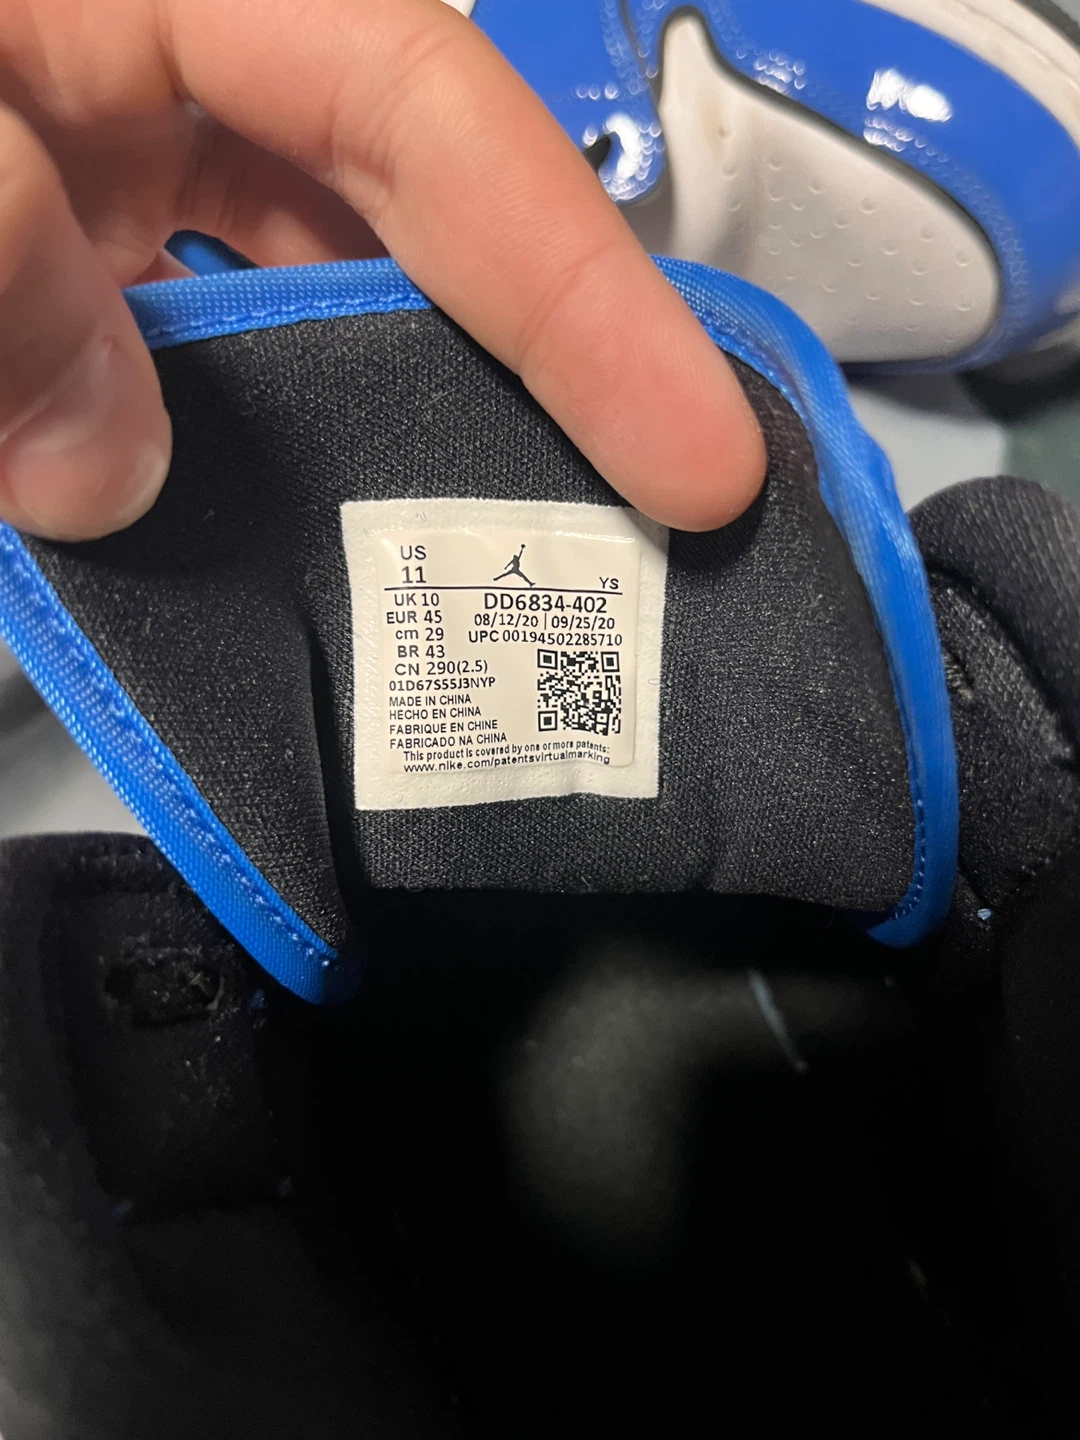 US
11
YS
UK 10
DD6834-402
EUR 45
08/12/20 | 09/25/20
cm 29
UPC 00194502285710
BR 43
CN 290(2.5)
01D67S55J3NYP
MADE IN CHINA
HECHO EN CHINA
FABRIQUE EN CHINE
FABRICADO NA CHINA
This product is covered by one or more patents:
www.nike.com/patentsvirtualmarking